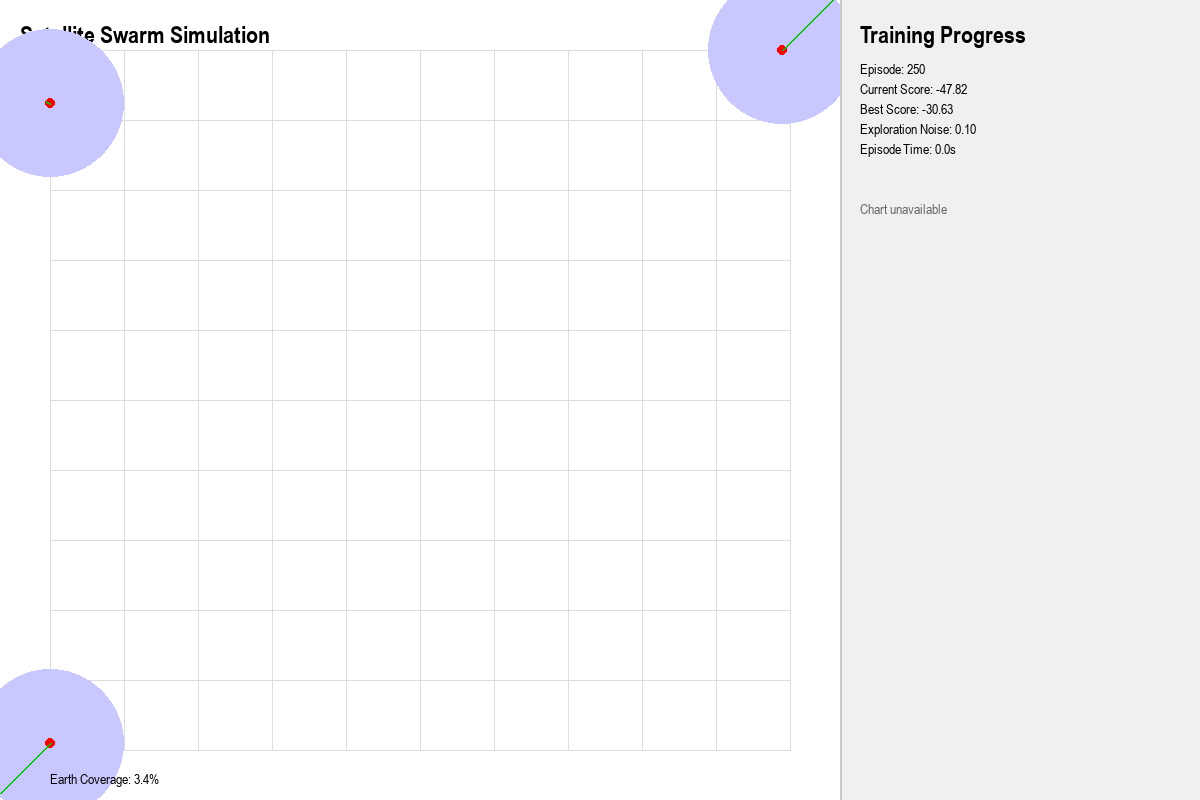 Satellite Swarm Simulation
Training Progress
Episode: 250
Current Score: -47.82
Best Score: -30.63
Exploration Noise: 0.10
Episode Time: 0.0s
Chart unavailable
Earth Coverage: 3.4%